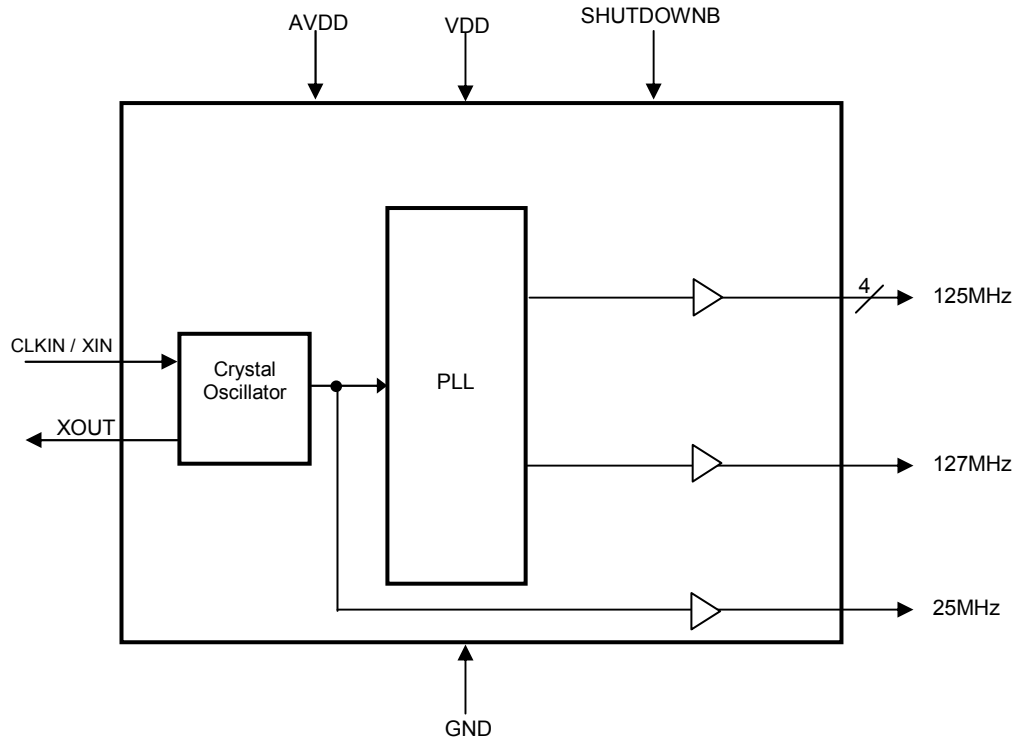 AVDD
VDD
SHUTDOWNB
4
125MHz
CLKIN / XIN
Crystal
Oscillator
PLL
XOUT
127MHz
25MHz
GND